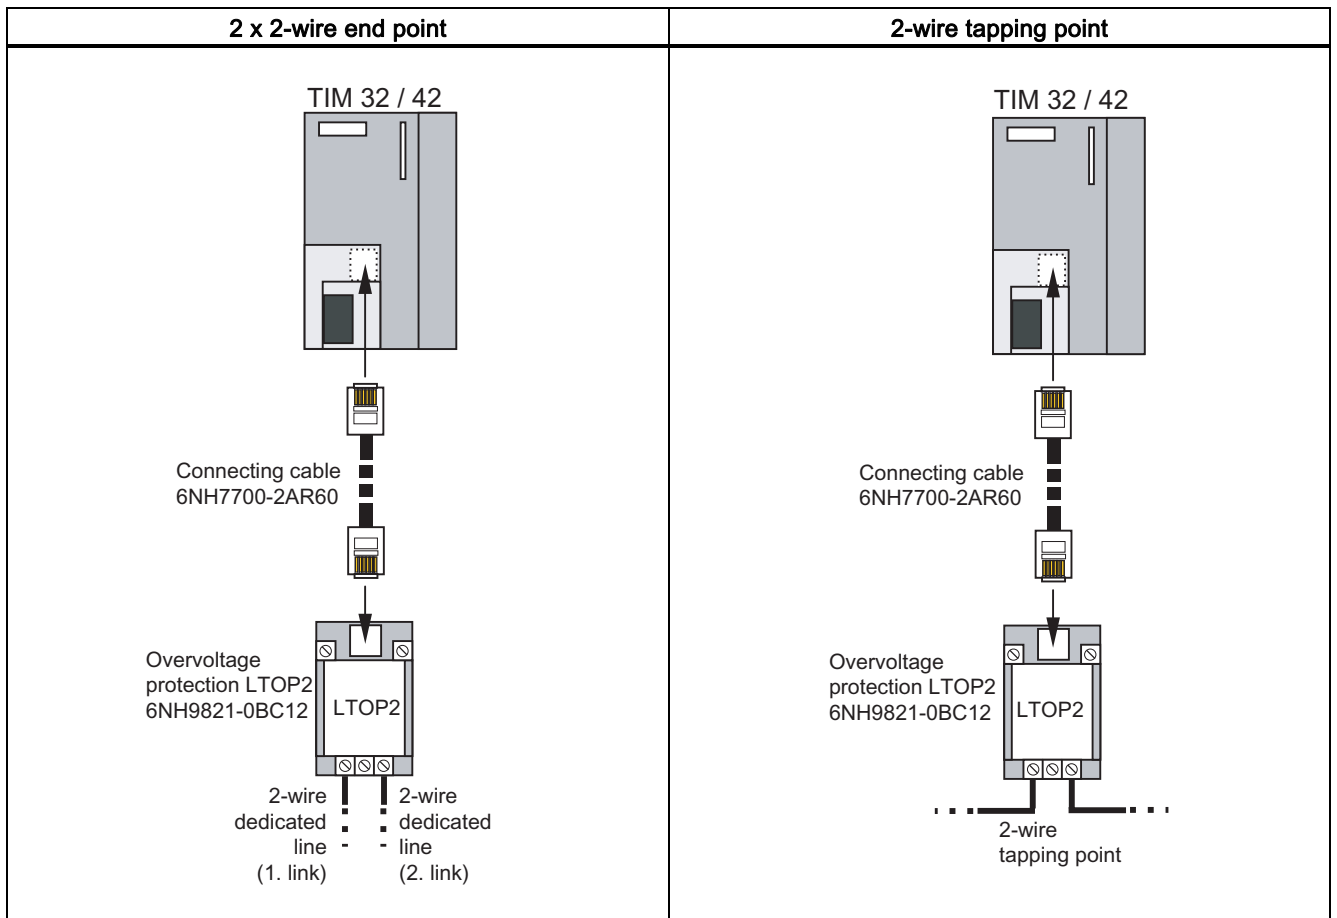 2 x 2-wire end point
2-wire tapping point
TIM 32 / 42
Connecting cable
6NH7700-2AR60
Overvoltage
protection LTOP2
6NH9821-0BC12
LTOP2
2-wire
dedicated
line
(1. link)
2-wire
dedicated
line
(2. link)
TIM 32 / 42
Connecting cable
6NH7700-2AR60
Overvoltage
protection LTOP2
6NH9821-0BC12
LTOP2
2-wire
tapping point